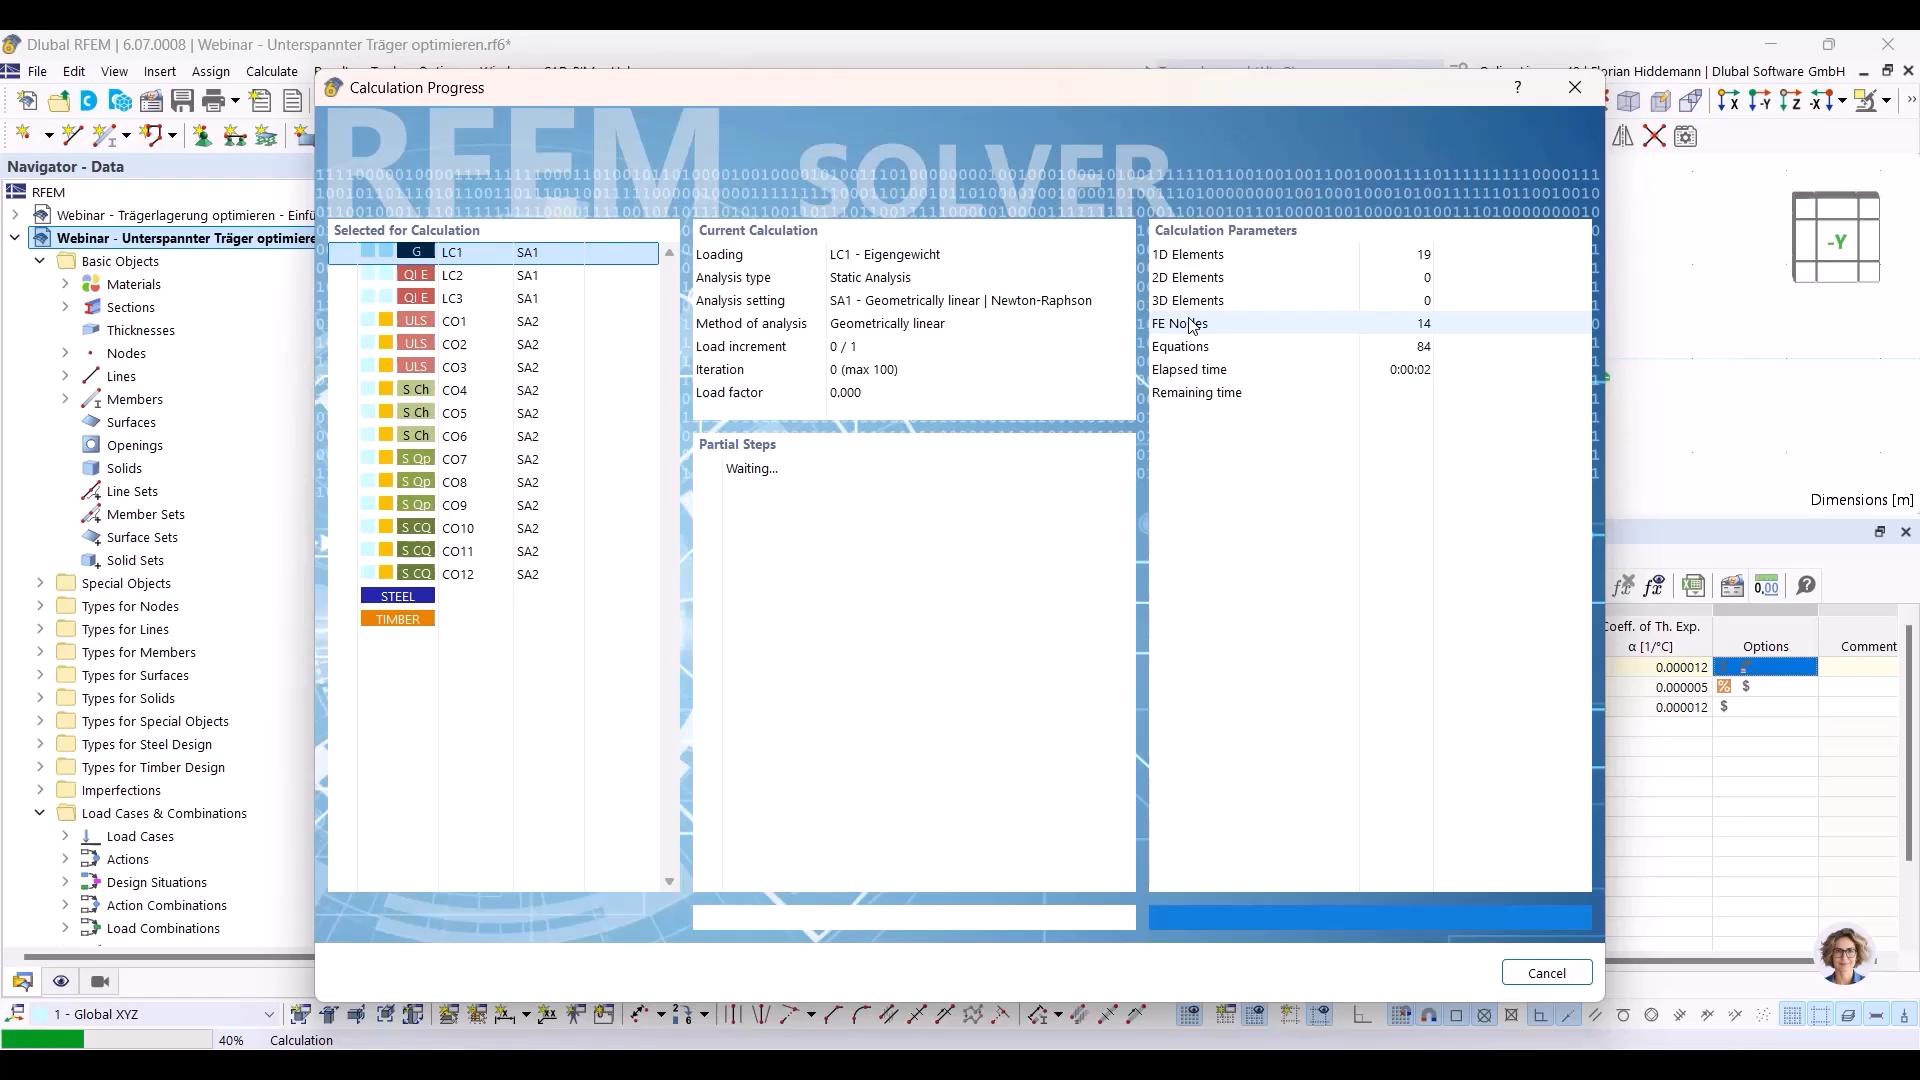 Dlubal RFEM | 6.07.0008 | Webinar - Unterspannter Träger optimieren.rf6*
File Edit View Insert Assign Calculate
Florian Hiddemann | Dlubal Software GmbH
Calculation Progress
?
RFEM SOLVER
Navigator - Data
RFEM
Webinar - Trägerlagerung optimieren - Einfü
Webinar - Unterspannter Träger optimiere
Basic Objects
Materials
Sections
Thicknesses
Nodes
Lines
Members
Surfaces
Openings
Solids
Line Sets
Member Sets
Surface Sets
Solid Sets
Special Objects
Types for Nodes
Types for Lines
Types for Members
Types for Surfaces
Types for Solids
Types for Special Objects
Types for Steel Design
Types for Timber Design
Imperfections
Load Cases & Combinations
Load Cases
Actions
Design Situations
Action Combinations
Load Combinations
Selected for Calculation
G LC1 SA1
QI E LC2 SA1
QI E LC3 SA1
ULS CO1 SA2
ULS CO2 SA2
ULS CO3 SA2
S Ch CO4 SA2
S Ch CO5 SA2
S Ch CO6 SA2
S Qp CO7 SA2
S Qp CO8 SA2
S Qp CO9 SA2
S CQ CO10 SA2
S CQ CO11 SA2
S CQ CO12 SA2
STEEL
TIMBER
Current Calculation
Loading LC1 - Eigengewicht
Analysis type Static Analysis
Analysis setting SA1 - Geometrically linear | Newton-Raphson
Method of analysis Geometrically linear
Load increment 0 / 1
Iteration 0 (max 100)
Load factor 0.000
Partial Steps
Waiting...
Calculation Parameters
1D Elements 19
2D Elements 0
3D Elements 0
FE Nodes 14
Equations 84
Elapsed time 0:00:02
Remaining time
Cancel
-Y
Dimensions [m]
Coeff. of Th. Exp.
α [1/°C] Options Comment
0.000012
0.000005 % $
0.000012 $
1 - Global XYZ
40% Calculation